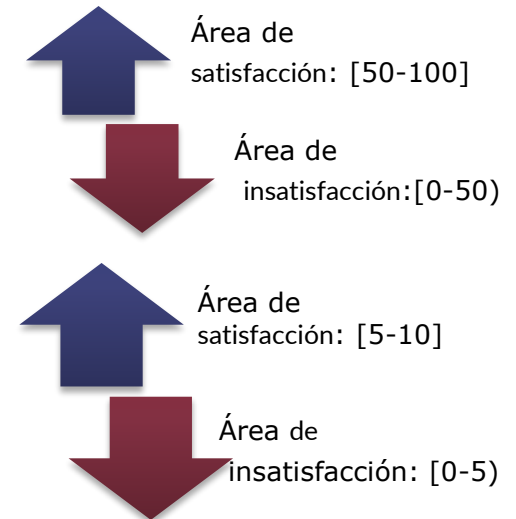 Área de
satisfacción: [50-100]
Área de
insatisfacción:[0-50)
Área de
satisfacción: [5-10]
Área de
insatisfacción: [0-5)